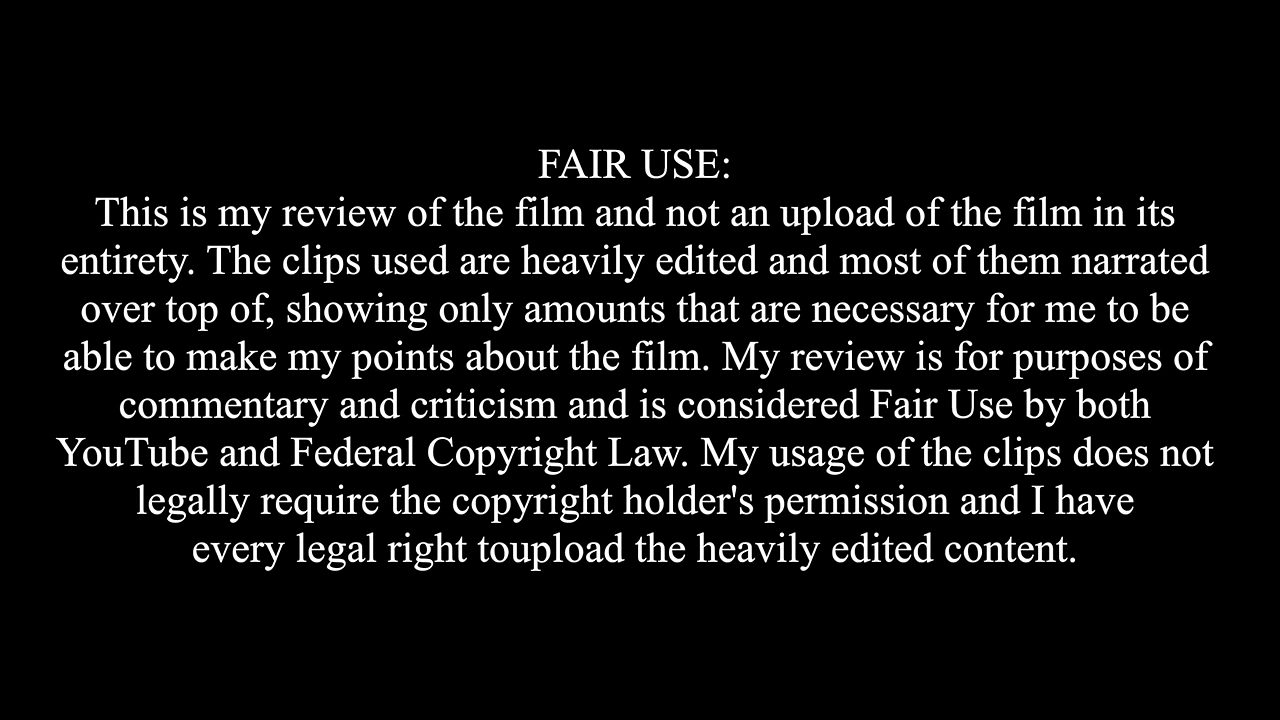 FAIR USE:
This is my review of the film and not an upload of the film in its
entirety. The clips used are heavily edited and most of them narrated
over top of, showing only amounts that are necessary for me to be
able to make my points about the film. My review is for purposes of
commentary and criticism and is considered Fair Use by both
YouTube and Federal Copyright Law. My usage of the clips does not
legally require the copyright holder's permission and I have
every legal right toupload the heavily edited content.